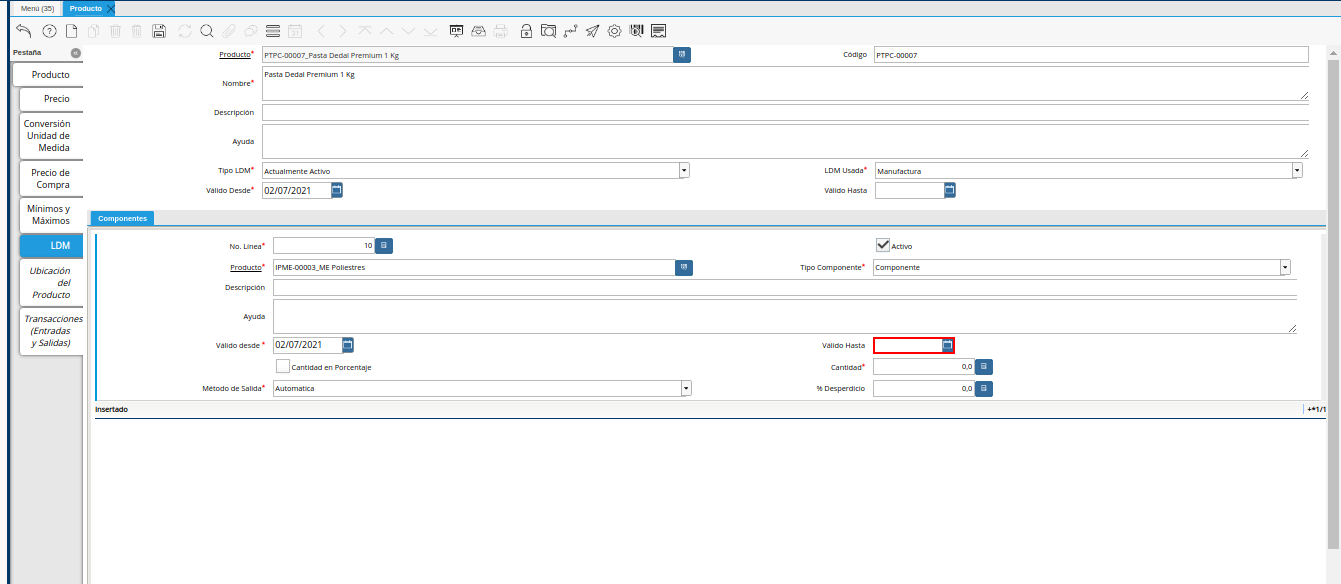 Menú (35)
Producto
Pestaña
Producto
Precio
Conversión
Unidad de
Medida
Precio de
Compra
Mínimos y
Máximos
LDM
Ubicación
del
Producto
Transacciones
(Entradas
y Salidas)
Producto* PTPC-00007_Pasta Dedal Premium 1 Kg Código PTPC-00007
Nombre* Pasta Dedal Premium 1 Kg
Descripción
Ayuda
Tipo LDM* Actualmente Activo LDM Usada* Manufactura
Válido Desde* 02/07/2021 Válido Hasta
Componentes
No. Línea* 10 Activo
Producto* IPME-00003_ME Poliestres Tipo Componente* Componente
Descripción
Ayuda
Válido desde * 02/07/2021 Válido Hasta
Cantidad en Porcentaje Cantidad* 0,0
Método de Salida* Automatica % Desperdicio 0,0
Insertado +*1/1